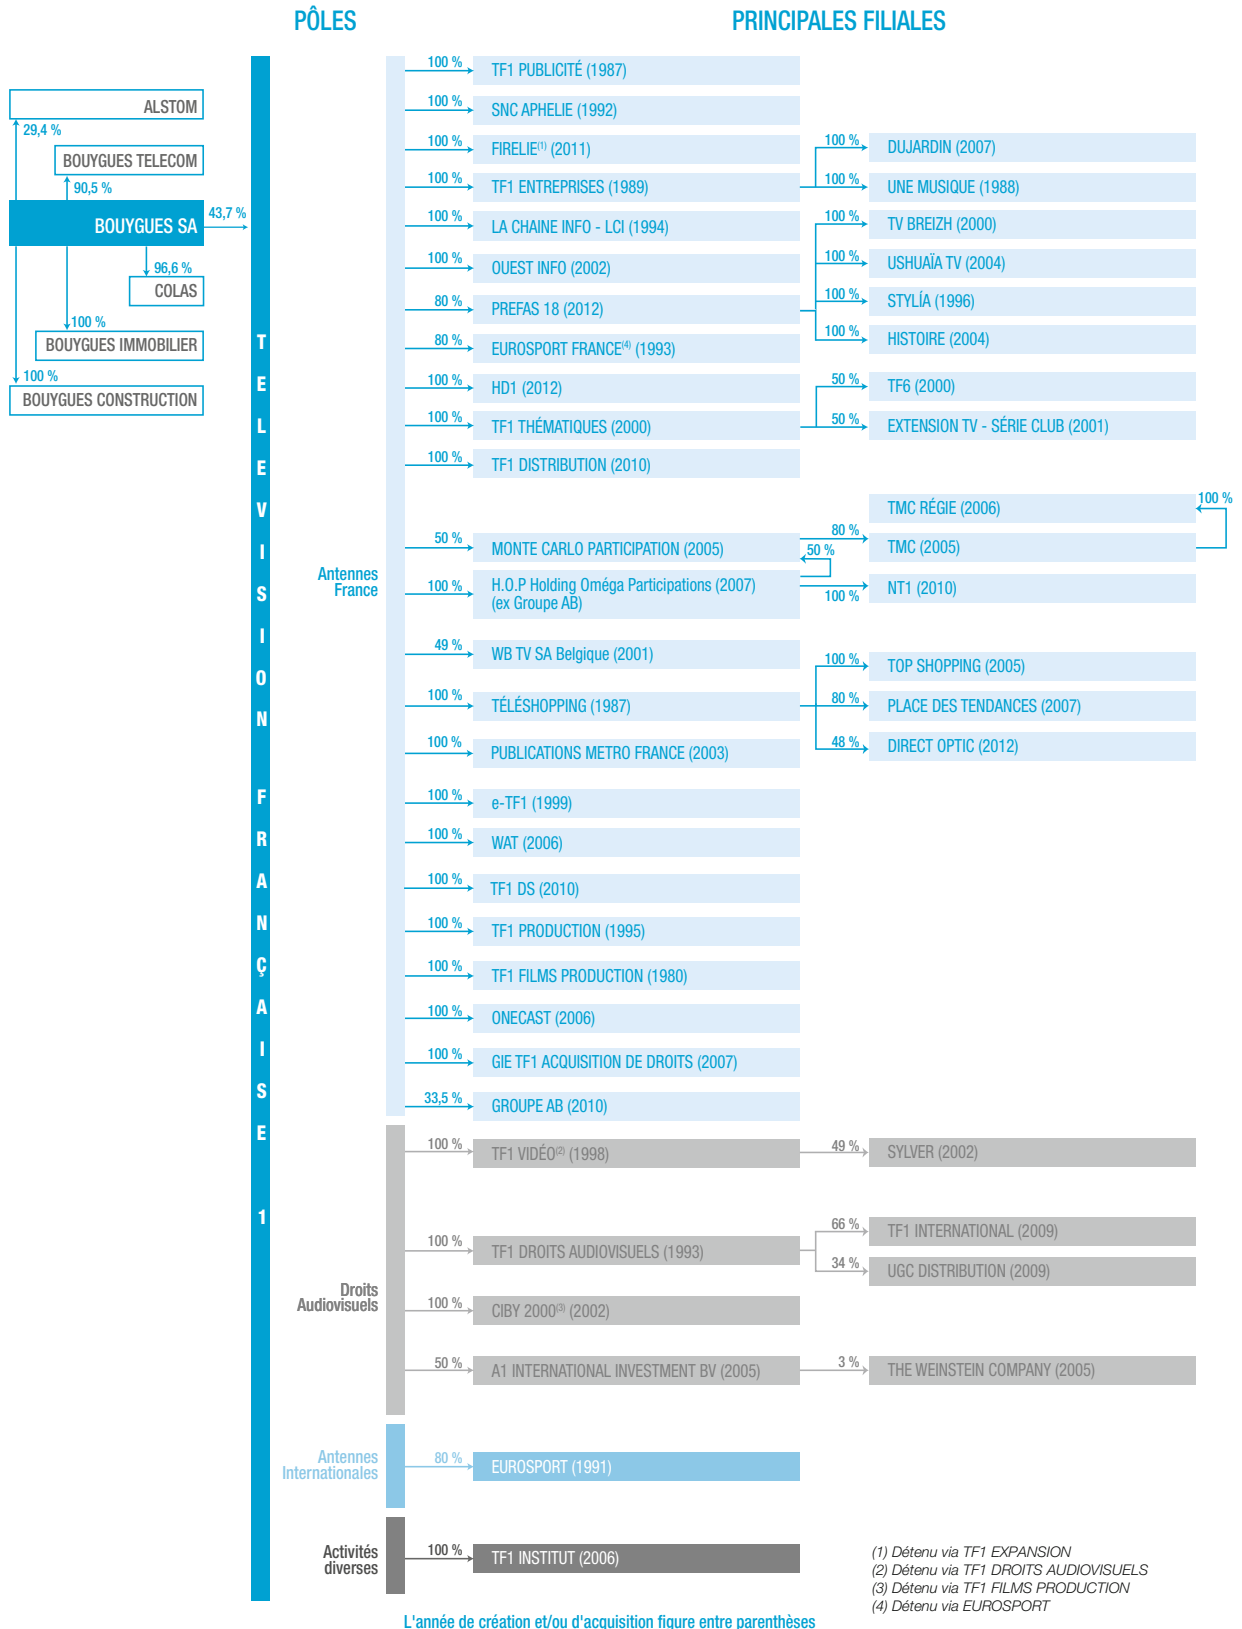 PÔLES
PRINCIPALES FILIALES
ALSTOM
29,4 %
BOUYGUES TELECOM
90,5 %
BOUYGUES SA
43,7 %
96,6 %
COLAS
100 %
BOUYGUES IMMOBILIER
100 %
BOUYGUES CONSTRUCTION
TELEVISION FRANÇAISE 1
Antennes
France
100 %
TF1 PUBLICITÉ (1987)
100 %
SNC APHELIE (1992)
100 %
FIRELIE(1) (2011)
100 %
TF1 ENTREPRISES (1989)
100 %
DUJARDIN (2007)
100 %
UNE MUSIQUE (1988)
100 %
LA CHAINE INFO - LCI (1994)
100 %
OUEST INFO (2002)
80 %
PREFAS 18 (2012)
100 %
TV BREIZH (2000)
100 %
USHUAÏA TV (2004)
100 %
STYLÍA (1996)
100 %
HISTOIRE (2004)
80 %
EUROSPORT FRANCE(4) (1993)
100 %
HD1 (2012)
100 %
TF1 THÉMATIQUES (2000)
50 %
TF6 (2000)
50 %
EXTENSION TV - SÉRIE CLUB (2001)
100 %
TF1 DISTRIBUTION (2010)
50 %
MONTE CARLO PARTICIPATION (2005)
80 %
TMC RÉGIE (2006)
100 %
TMC (2005)
50 %
100 %
H.O.P Holding Oméga Participations (2007)
(ex Groupe AB)
100 %
NT1 (2010)
49 %
WB TV SA Belgique (2001)
100 %
TÉLÉSHOPPING (1987)
100 %
TOP SHOPPING (2005)
80 %
PLACE DES TENDANCES (2007)
48 %
DIRECT OPTIC (2012)
100 %
PUBLICATIONS METRO FRANCE (2003)
100 %
e-TF1 (1999)
100 %
WAT (2006)
100 %
TF1 DS (2010)
100 %
TF1 PRODUCTION (1995)
100 %
TF1 FILMS PRODUCTION (1980)
100 %
ONECAST (2006)
100 %
GIE TF1 ACQUISITION DE DROITS (2007)
33,5 %
GROUPE AB (2010)
Droits
Audiovisuels
100 %
TF1 VIDÉO(2) (1998)
49 %
SYLVER (2002)
100 %
TF1 DROITS AUDIOVISUELS (1993)
66 %
TF1 INTERNATIONAL (2009)
34 %
UGC DISTRIBUTION (2009)
100 %
CIBY 2000(3) (2002)
50 %
A1 INTERNATIONAL INVESTMENT BV (2005)
3 %
THE WEINSTEIN COMPANY (2005)
Antennes
Internationales
80 %
EUROSPORT (1991)
Activités
diverses
100 %
TF1 INSTITUT (2006)
(1) Détenu via TF1 EXPANSION
(2) Détenu via TF1 DROITS AUDIOVISUELS
(3) Détenu via TF1 FILMS PRODUCTION
(4) Détenu via EUROSPORT
L'année de création et/ou d'acquisition figure entre parenthèses